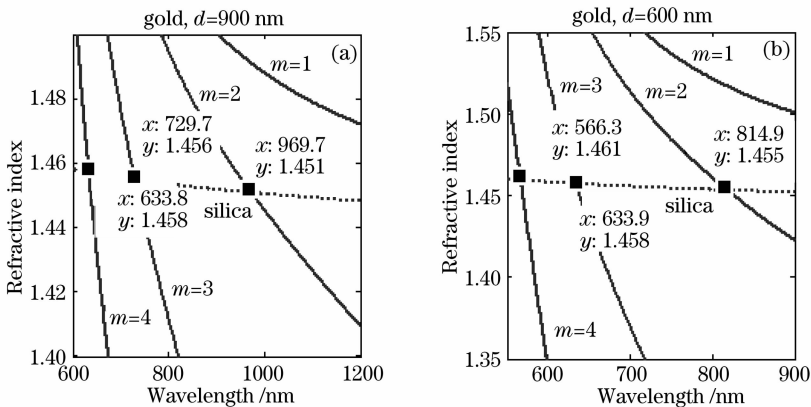 gold, d=900 nm
(a)
m=1
m=2
x: 729.7
y: 1.456
x: 969.7
y: 1.451
x: 633.8
y: 1.458
silica
m=3
m=4
Refractive index
1.48
1.46
1.44
1.42
1.40
600
800
1000
1200
Wavelength /nm
gold, d=600 nm
(b)
m=1
m=3
m=2
x: 566.3
y: 1.461
x: 814.9
y: 1.455
x: 633.9
y: 1.458
silica
m=4
Refractive index
1.55
1.50
1.45
1.40
1.35
600
700
800
900
Wavelength /nm